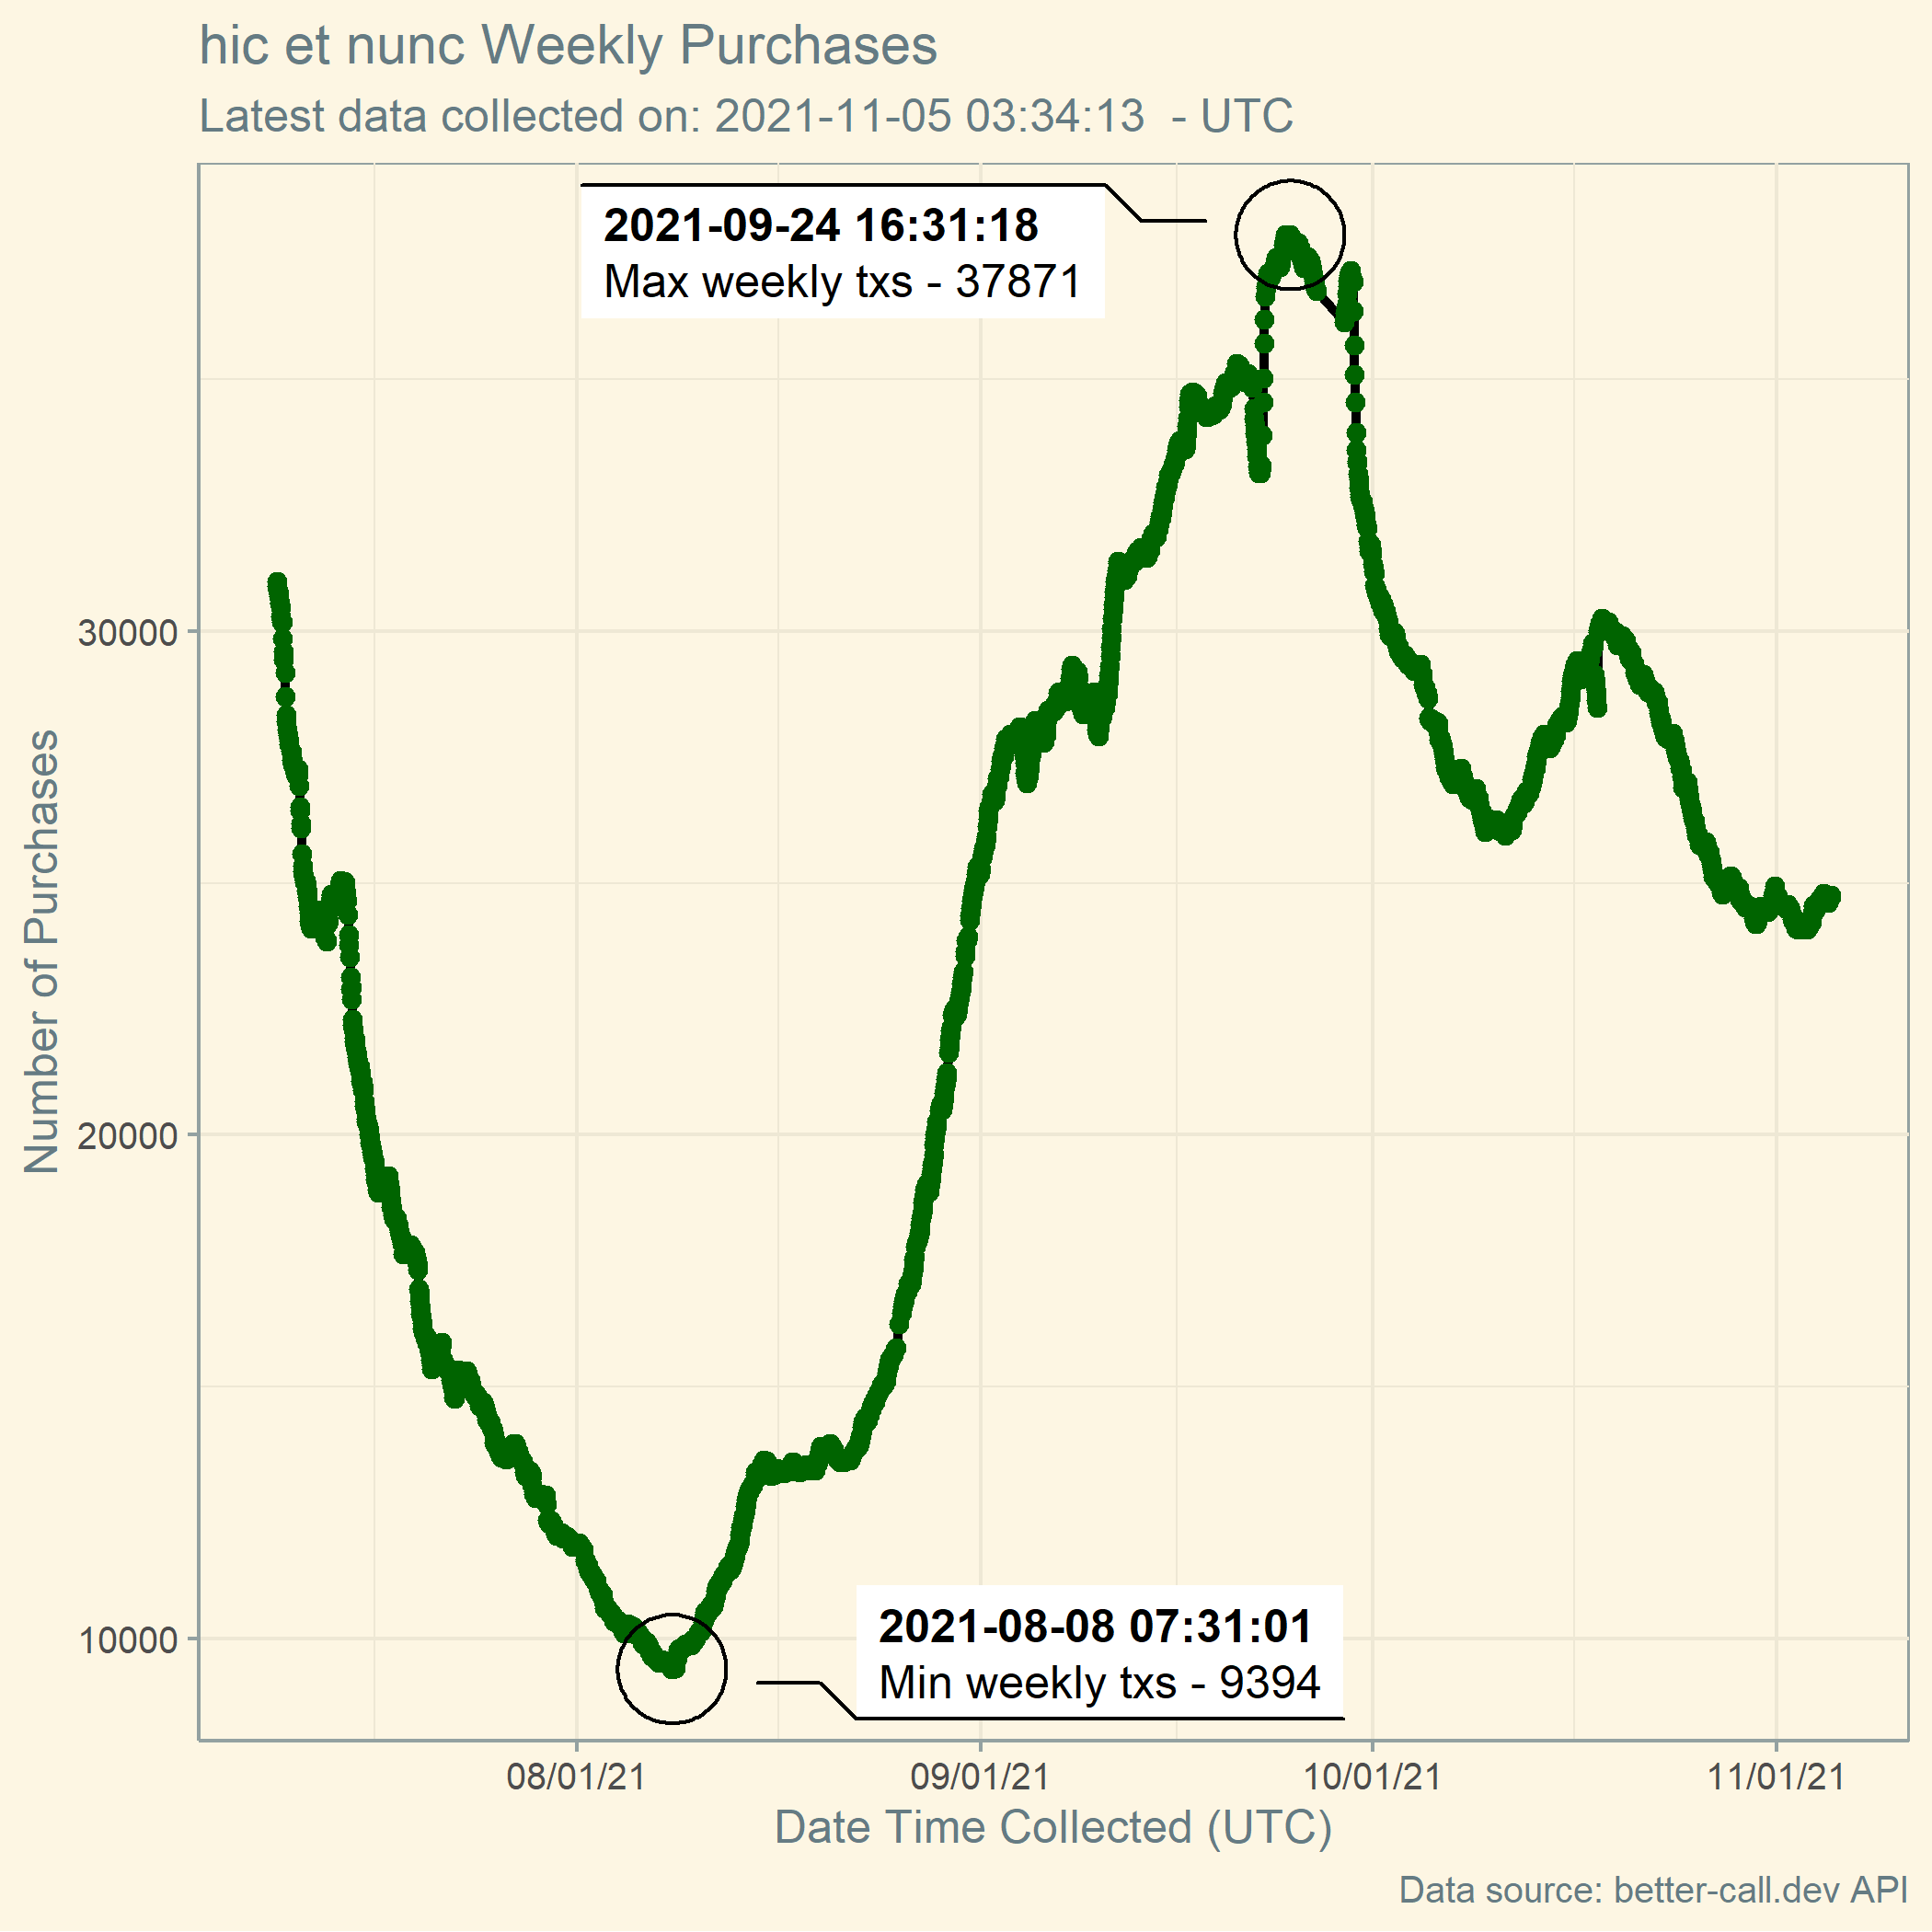 hic et nunc Weekly Purchases
Latest data collected on: 2021-11-05 03:34:13  - UTC
2021-09-24 16:31:18
Max weekly txs - 37871
Number of Purchases
30000
20000
10000
2021-08-08 07:31:01
Min weekly txs - 9394
08/01/21 09/01/21 10/01/21 11/01/21
Date Time Collected (UTC)
Data source: better-call.dev API